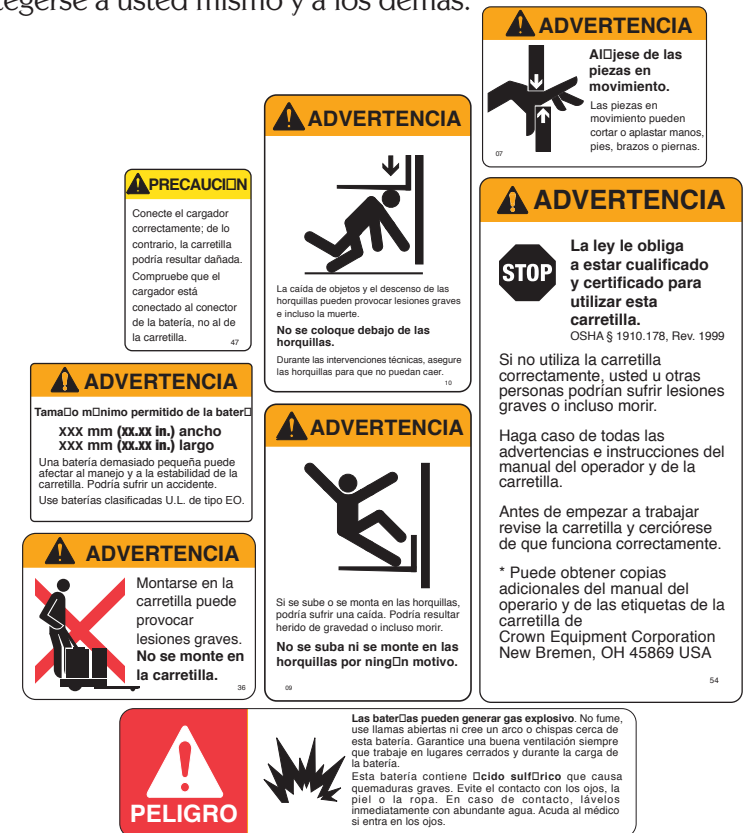 tegerse a usted mismo y a los demás.
ADVERTENCIA
Al□jese de las
piezas en
movimiento.
Las piezas en
movimiento pueden
cortar o aplastar manos,
pies, brazos o piernas.
07
ADVERTENCIA
La caída de objetos y el descenso de las
horquillas pueden provocar lesiones graves
e incluso la muerte.
No se coloque debajo de las
horquillas.
Durante las intervenciones técnicas, asegure
las horquillas para que no puedan caer.
10
PRECAUCI□N
Conecte el cargador
correctamente; de lo
contrario, la carretilla
podría resultar dañada.
Compruebe que el
cargador está
conectado al conector
de la batería, no al de
la carretilla.
47
ADVERTENCIA
STOP
La ley le obliga
a estar cualificado
y certificado para
utilizar esta
carretilla.
OSHA § 1910.178, Rev. 1999
Si no utiliza la carretilla
correctamente, usted u otras
personas podrían sufrir lesiones
graves o incluso morir.
Haga caso de todas las
advertencias e instrucciones del
manual del operador y de la
carretilla.
Antes de empezar a trabajar
revise la carretilla y cerciórese
de que funciona correctamente.
* Puede obtener copias
adicionales del manual del
operario y de las etiquetas de la
carretilla de
Crown Equipment Corporation
New Bremen, OH 45869 USA
54
ADVERTENCIA
Tama□o m□nimo permitido de la bater□
XXX mm (XX.XX in.) ancho
XXX mm (XX.XX in.) largo
Una batería demasiado pequeña puede
afectar al manejo y a la estabilidad de la
carretilla. Podría sufrir un accidente.
Use baterías clasificadas U.L. de tipo EO.
ADVERTENCIA
Si se sube o se monta en las horquillas,
podría sufrir una caída. Podría resultar
herido de gravedad o incluso morir.
No se suba ni se monte en las
horquillas por ning□n motivo.
09
ADVERTENCIA
Montarse en la
carretilla puede
provocar
lesiones graves.
No se monte en
la carretilla.
36
PELIGRO
Las bater□as pueden generar gas explosivo. No fume,
use llamas abiertas ni cree un arco o chispas cerca de
esta batería. Garantice una buena ventilación siempre
que trabaje en lugares cerrados y durante la carga de
la batería.
Esta batería contiene □cido sulf□rico que causa
quemaduras graves. Evite el contacto con los ojos, la
piel o la ropa. En caso de contacto, lávelos
inmediatamente con abundante agua. Acuda al médico
si entra en los ojos.